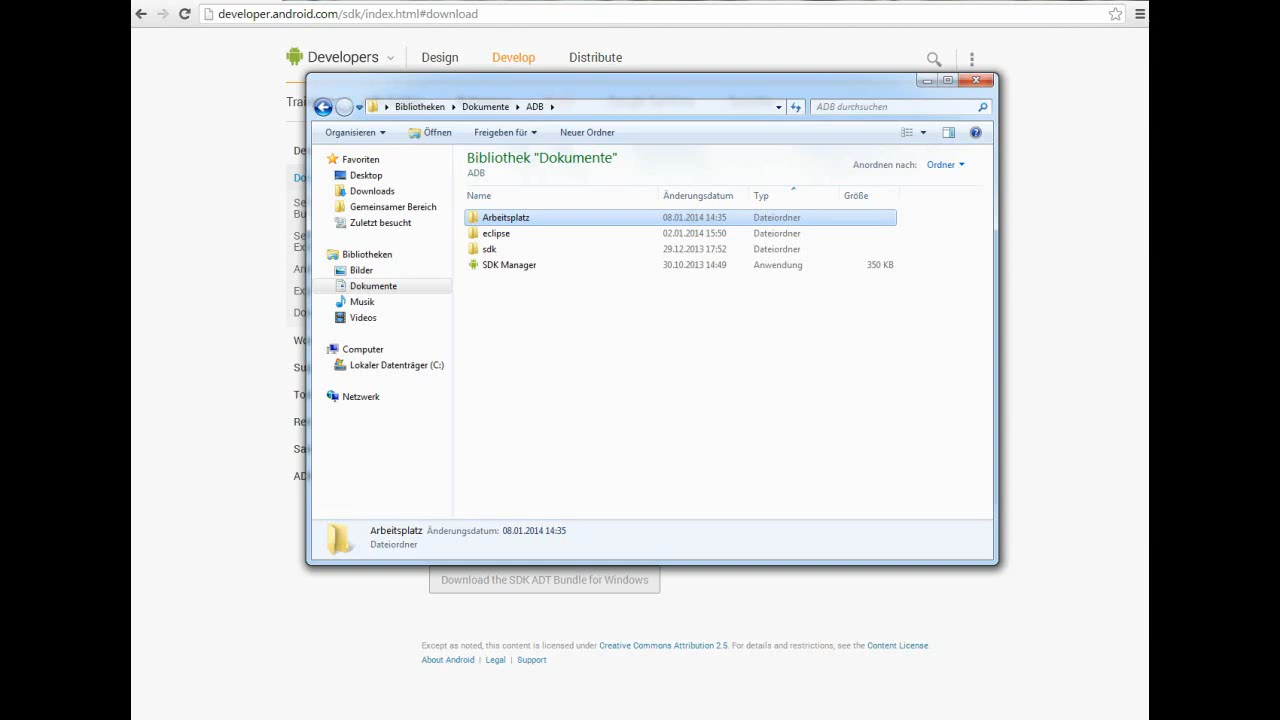 developer.android.com/sdk/index.html#download
Developers
Design
Develop
Distribute
Trai
Bibliotheken
Dokumente
ADB
ADB durchsuchen
Organisieren
Öffnen
Freigeben für
Neuer Ordner
Favoriten
Desktop
Downloads
Gemeinsamer Bereich
Zuletzt besucht
Bibliotheken
Bilder
Dokumente
Musik
Videos
Computer
Lokaler Datenträger (C:)
Netzwerk
Bibliothek "Dokumente"
ADB
Anordnen nach: Ordner
Name Änderungsdatum Typ Größe
Arbeitsplatz 08.01.2014 14:35 Dateiordner
eclipse 02.01.2014 15:50 Dateiordner
sdk 29.12.2013 17:52 Dateiordner
SDK Manager 30.10.2013 14:49 Anwendung 350 KB
Arbeitsplatz Änderungsdatum: 08.01.2014 14:35
Dateiordner
Download the SDK ADT Bundle for Windows
Except as noted, this content is licensed under Creative Commons Attribution 2.5. For details and restrictions, see the Content License.
About Android | Legal | Support